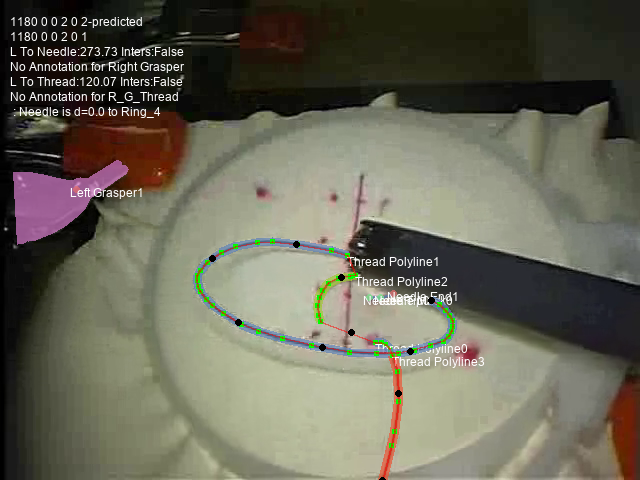 1180 0 0 2 0 2-predicted
1180 0 0 2 0 1
L To Needle:273.73 Inters:False
No Annotation for Right Grasper
L To Thread:120.07 Inters:False
No Annotation for R_G_Thread
: Needle is d=0.0 to Ring_4
Left Grasper1
Thread Polyline1
Thread Polyline2
Needle End1
Thread Polyline0
Thread Polyline3